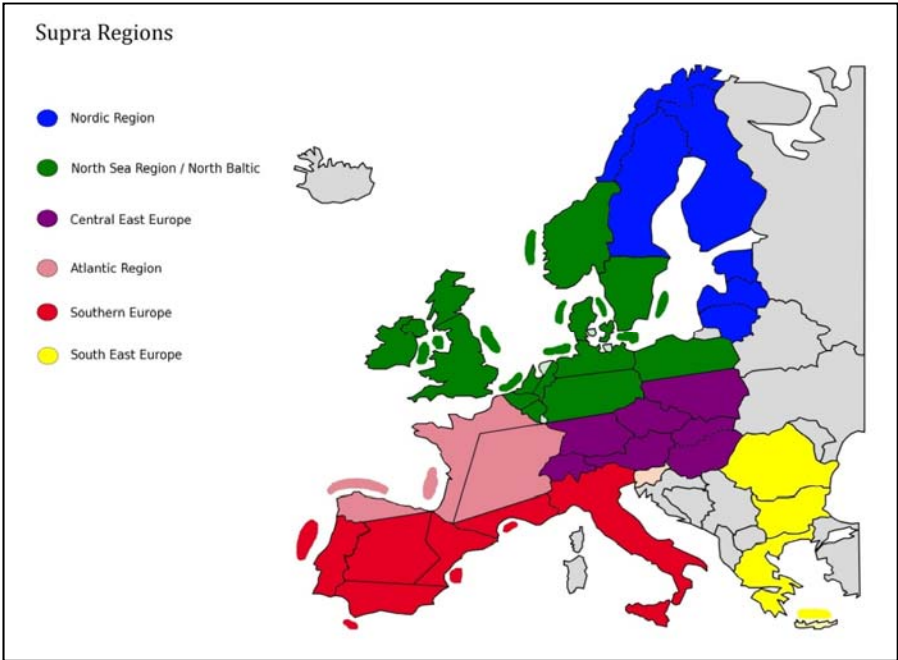 Supra Regions
Nordic Region
North Sea Region / North Baltic
Central East Europe
Atlantic Region
Southern Europe
South East Europe